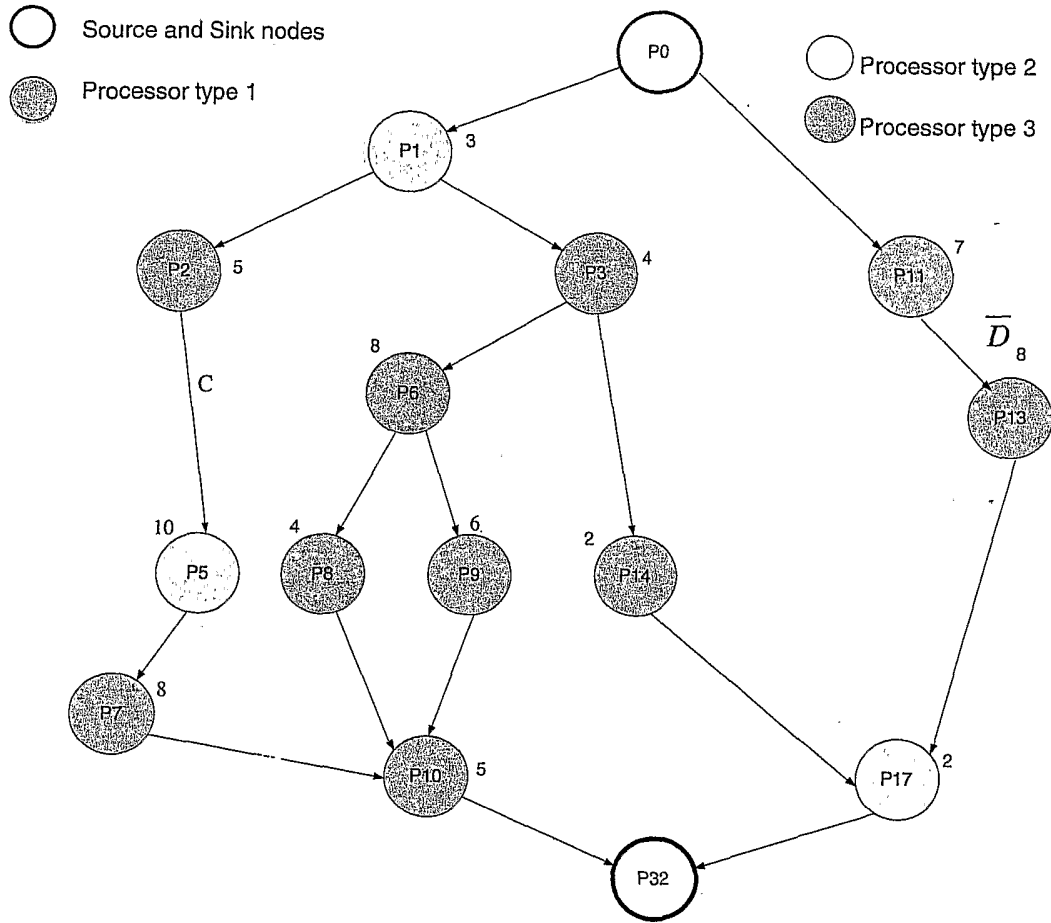 Source and Sink nodes
P0
Processor type 2
Processor type 1
Processor type 3
P1
3
P2
5
P3
4
P11
7
D̅
8
8
P6
C
P13
10
P5
4
P8
6
P9
2
P14
P7
8
P10
5
P17
2
P32